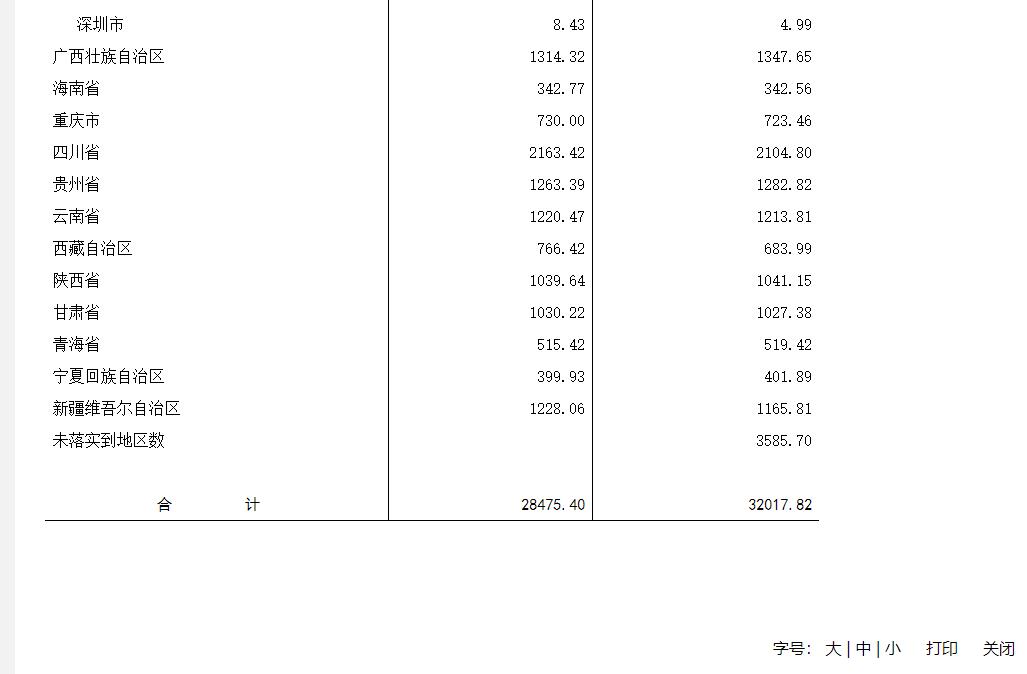 深圳市 8.43 4.99
广西壮族自治区 1314.32 1347.65
海南省 342.77 342.56
重庆市 730.00 723.46
四川省 2163.42 2104.80
贵州省 1263.39 1282.82
云南省 1220.47 1213.81
西藏自治区 766.42 683.99
陕西省 1039.64 1041.15
甘肃省 1030.22 1027.38
青海省 515.42 519.42
宁夏回族自治区 399.93 401.89
新疆维吾尔自治区 1228.06 1165.81
未落实到地区数 3585.70
合 计 28475.40 32017.82
字号: 大 | 中 | 小 打印 关闭